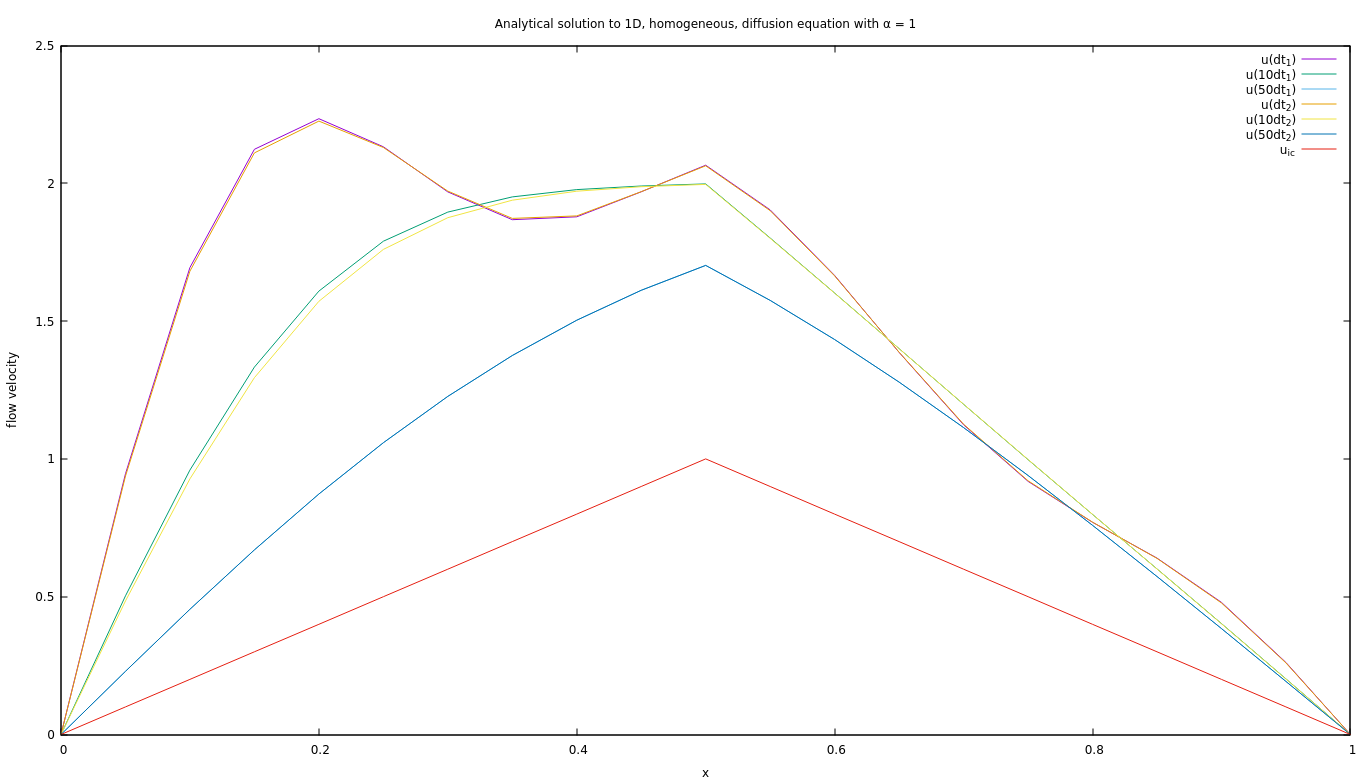 Analytical solution to 1D, homogeneous, diffusion equation with α = 1
2.5
2
1.5
1
0.5
0
flow velocity
u(dt₁)
u(10dt₁)
u(50dt₁)
u(dt₂)
u(10dt₂)
u(50dt₂)
u_ic
0 0.2 0.4 0.6 0.8 1
x